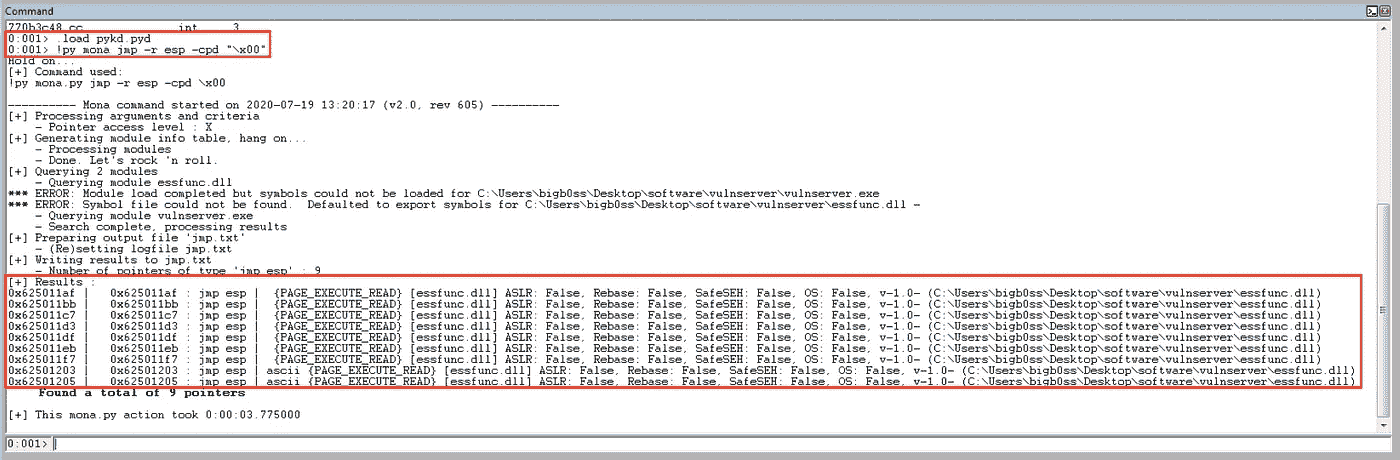 Command
770b3c48 cc int 3
0:001> .load pykd.pyd
0:001> !py mona jmp -r esp -cpd "\x00"
Hold on...
[+] Command used:
!py mona.py jmp -r esp -cpd \x00
---------- Mona command started on 2020-07-19 13:20:17 (v2.0, rev 605) ----------
[+] Processing arguments and criteria
- Pointer access level : X
[+] Generating module info table, hang on...
- Processing modules
- Done. Let's rock 'n roll.
[+] Querying 2 modules
- Querying module essfunc.dll
*** ERROR: Module load completed but symbols could not be loaded for C:\Users\bigb0ss\Desktop\software\vulnserver\vulnserver.exe
*** ERROR: Symbol file could not be found.  Defaulted to export symbols for C:\Users\bigb0ss\Desktop\software\vulnserver\essfunc.dll -
- Querying module vulnserver.exe
- Search complete, processing results
[+] Preparing output file 'jmp.txt'
- (Re)setting logfile jmp.txt
[+] Writing results to jmp.txt
- Number of pointers of type 'jmp esp' : 9
[+] Results :
0x625011af | 0x625011af : jmp esp | {PAGE_EXECUTE_READ} [essfunc.dll] ASLR: False, Rebase: False, SafeSEH: False, OS: False, v-1.0- (C:\Users\bigb0ss\Desktop\software\vulnserver\essfunc.dll)
0x625011bb | 0x625011bb : jmp esp | {PAGE_EXECUTE_READ} [essfunc.dll] ASLR: False, Rebase: False, SafeSEH: False, OS: False, v-1.0- (C:\Users\bigb0ss\Desktop\software\vulnserver\essfunc.dll)
0x625011c7 | 0x625011c7 : jmp esp | {PAGE_EXECUTE_READ} [essfunc.dll] ASLR: False, Rebase: False, SafeSEH: False, OS: False, v-1.0- (C:\Users\bigb0ss\Desktop\software\vulnserver\essfunc.dll)
0x625011d3 | 0x625011d3 : jmp esp | {PAGE_EXECUTE_READ} [essfunc.dll] ASLR: False, Rebase: False, SafeSEH: False, OS: False, v-1.0- (C:\Users\bigb0ss\Desktop\software\vulnserver\essfunc.dll)
0x625011df | 0x625011df : jmp esp | {PAGE_EXECUTE_READ} [essfunc.dll] ASLR: False, Rebase: False, SafeSEH: False, OS: False, v-1.0- (C:\Users\bigb0ss\Desktop\software\vulnserver\essfunc.dll)
0x625011eb | 0x625011eb : jmp esp | {PAGE_EXECUTE_READ} [essfunc.dll] ASLR: False, Rebase: False, SafeSEH: False, OS: False, v-1.0- (C:\Users\bigb0ss\Desktop\software\vulnserver\essfunc.dll)
0x625011f7 | 0x625011f7 : jmp esp | {PAGE_EXECUTE_READ} [essfunc.dll] ASLR: False, Rebase: False, SafeSEH: False, OS: False, v-1.0- (C:\Users\bigb0ss\Desktop\software\vulnserver\essfunc.dll)
0x62501203 | 0x62501203 : jmp esp | ascii {PAGE_EXECUTE_READ} [essfunc.dll] ASLR: False, Rebase: False, SafeSEH: False, OS: False, v-1.0- (C:\Users\bigb0ss\Desktop\software\vulnserver\essfunc.dll)
0x62501205 | 0x62501205 : jmp esp | ascii {PAGE_EXECUTE_READ} [essfunc.dll] ASLR: False, Rebase: False, SafeSEH: False, OS: False, v-1.0- (C:\Users\bigb0ss\Desktop\software\vulnserver\essfunc.dll)
Found a total of 9 pointers
[+] This mona.py action took 0:00:03.775000
0:001>